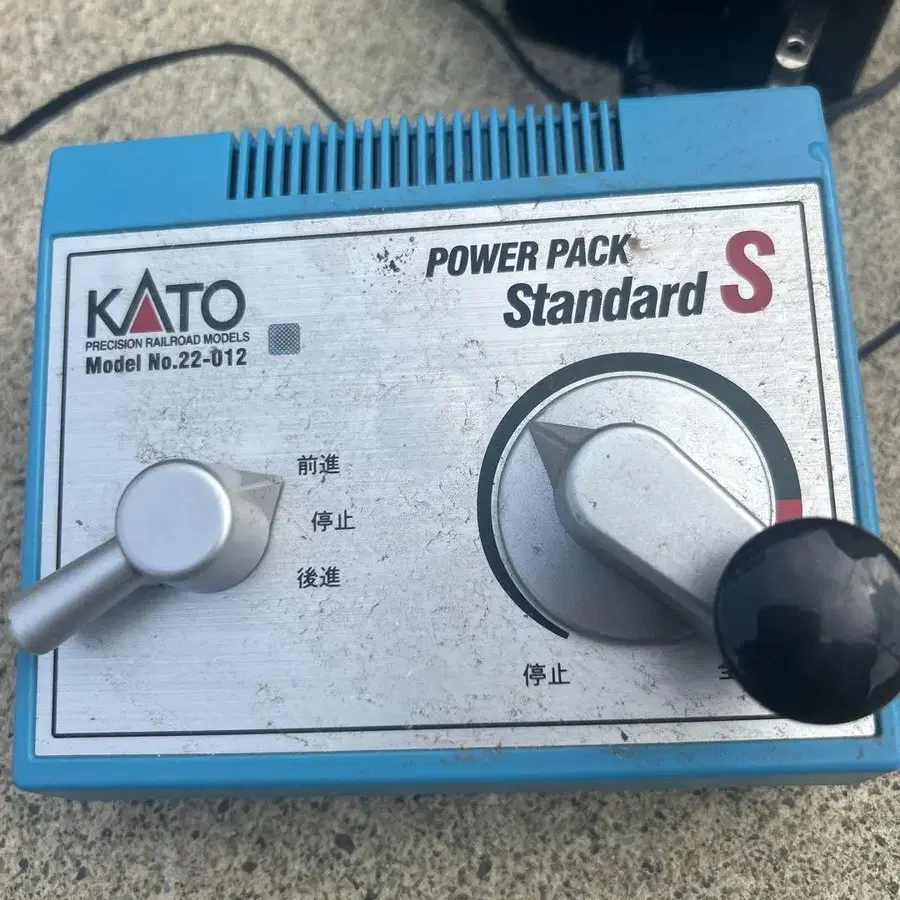 POWER PACK
Standard S
KATO
PRECISION RAILROAD MODELS
Model No.22-012
前進
停止
後進
停止